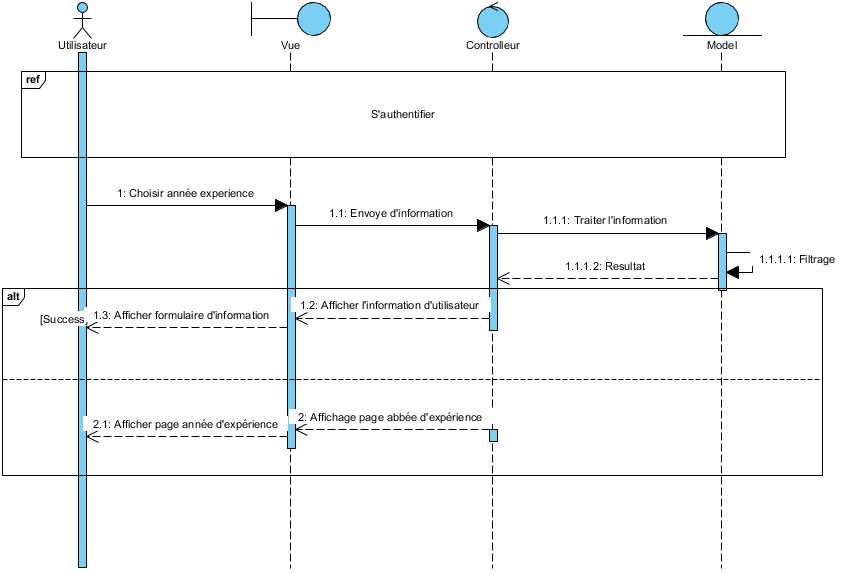 Utilisateur
Vue
Controlleur
Model
ref
S'authentifier
1: Choisir année experience
1.1: Envoye d'information
1.1.1: Traiter l'information
1.1.1.1: Filtrage
1.1.1.2: Resultat
alt
1.2: Afficher l'information d'utilisateur
[Success
1.3: Afficher formulaire d'information
2: Affichage page abbée d'expérience
2.1: Afficher page année d'expérience